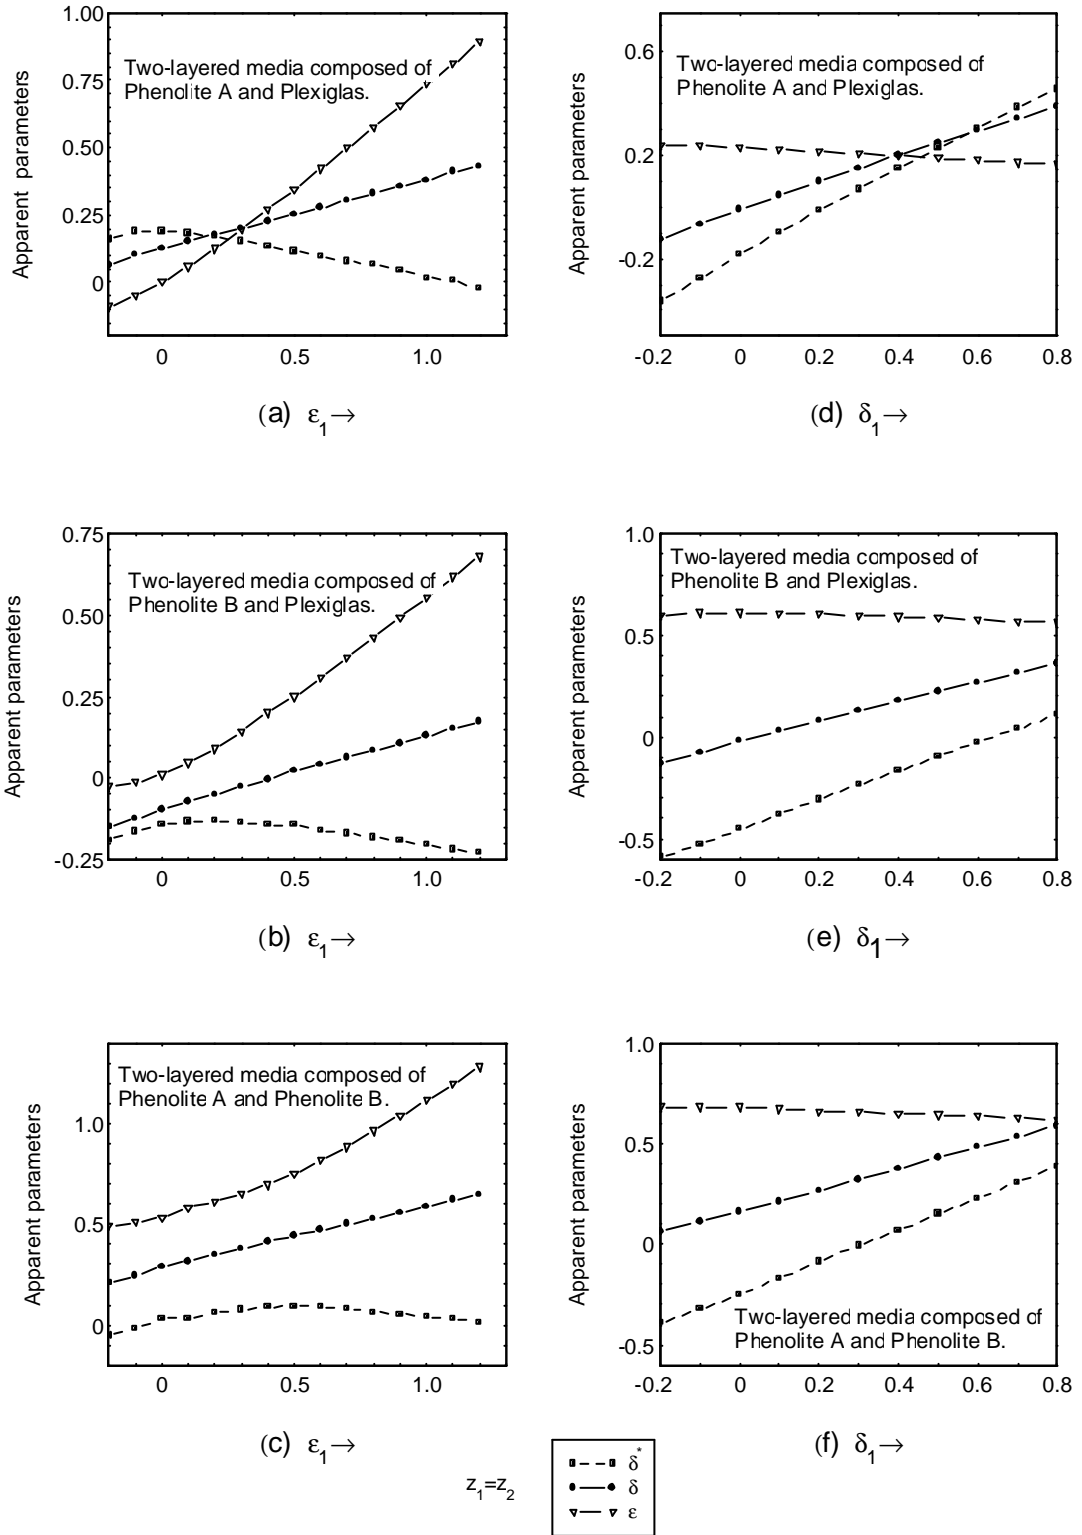 Apparent parameters
1.00
0.75
0.50
0.25
0
Two-layered media composed of
Phenolite A and Plexiglas.
0 0.5 1.0
(a) ε1→
Apparent parameters
0.6
0.2
-0.2
Two-layered media composed of
Phenolite A and Plexiglas.
-0.2 0 0.2 0.4 0.6 0.8
(d) δ1→
Apparent parameters
0.75
0.50
0.25
0
-0.25
Two-layered media composed of
Phenolite B and Plexiglas.
0 0.5 1.0
(b) ε1→
Apparent parameters
1.0
0.5
0
-0.5
Two-layered media composed of
Phenolite B and Plexiglas.
-0.2 0 0.2 0.4 0.6 0.8
(e) δ1→
Apparent parameters
1.0
0.5
0
Two-layered media composed of
Phenolite A and Phenolite B.
0 0.5 1.0
(c) ε1→
Apparent parameters
1.0
0.5
0
-0.5
Two-layered media composed of
Phenolite A and Phenolite B.
-0.2 0 0.2 0.4 0.6 0.8
(f) δ1→
z1=z2
δ*
δ
ε